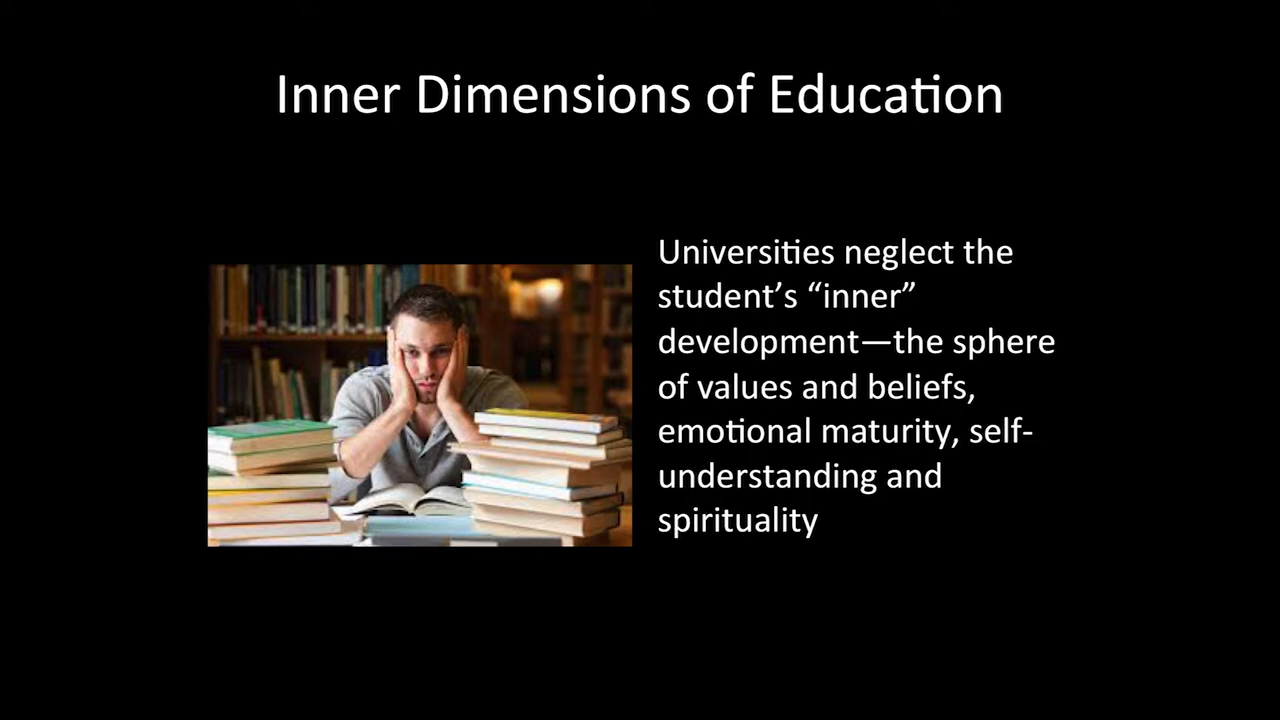 Inner Dimensions of Education
Universities neglect the
student’s “inner”
development—the sphere
of values and beliefs,
emotional maturity, self-
understanding and
spirituality